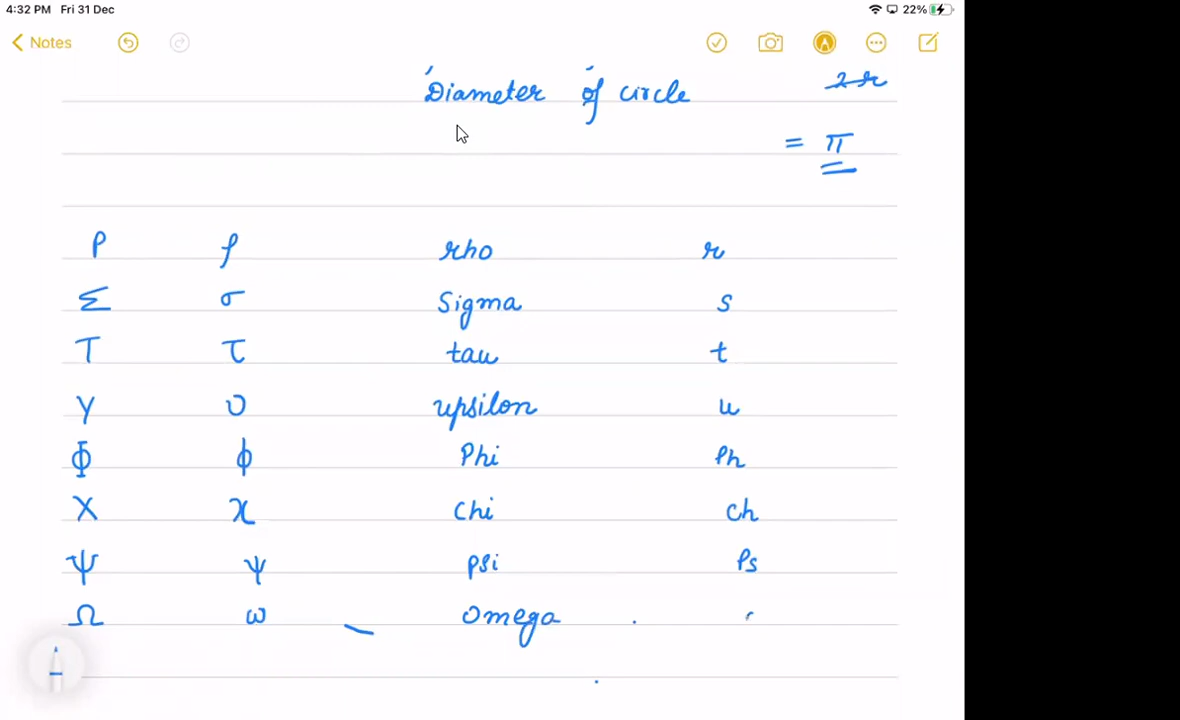 4:32 PM Fri 31 Dec 22%
Notes
Diameter of circle 2r
= π
Ρ ρ rho r
Σ σ Sigma s
Τ τ tau t
Υ υ upsilon u
Φ ϕ Phi Ph
Χ χ Chi ch
Ψ ψ psi Ps
Ω ω Omega